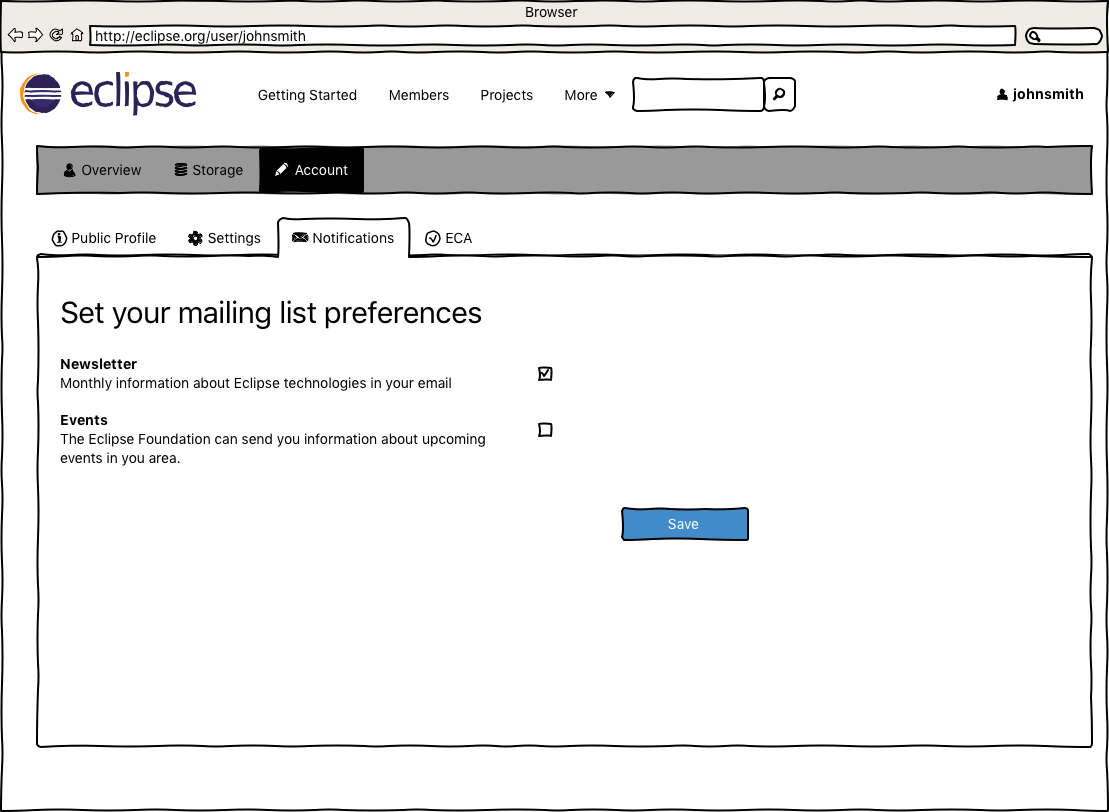 Browser
http://eclipse.org/user/johnsmith
eclipse
Getting Started Members Projects More
johnsmith
Overview Storage Account
Public Profile Settings Notifications ECA
Set your mailing list preferences
Newsletter
Monthly information about Eclipse technologies in your email
Events
The Eclipse Foundation can send you information about upcoming
events in you area.
Save